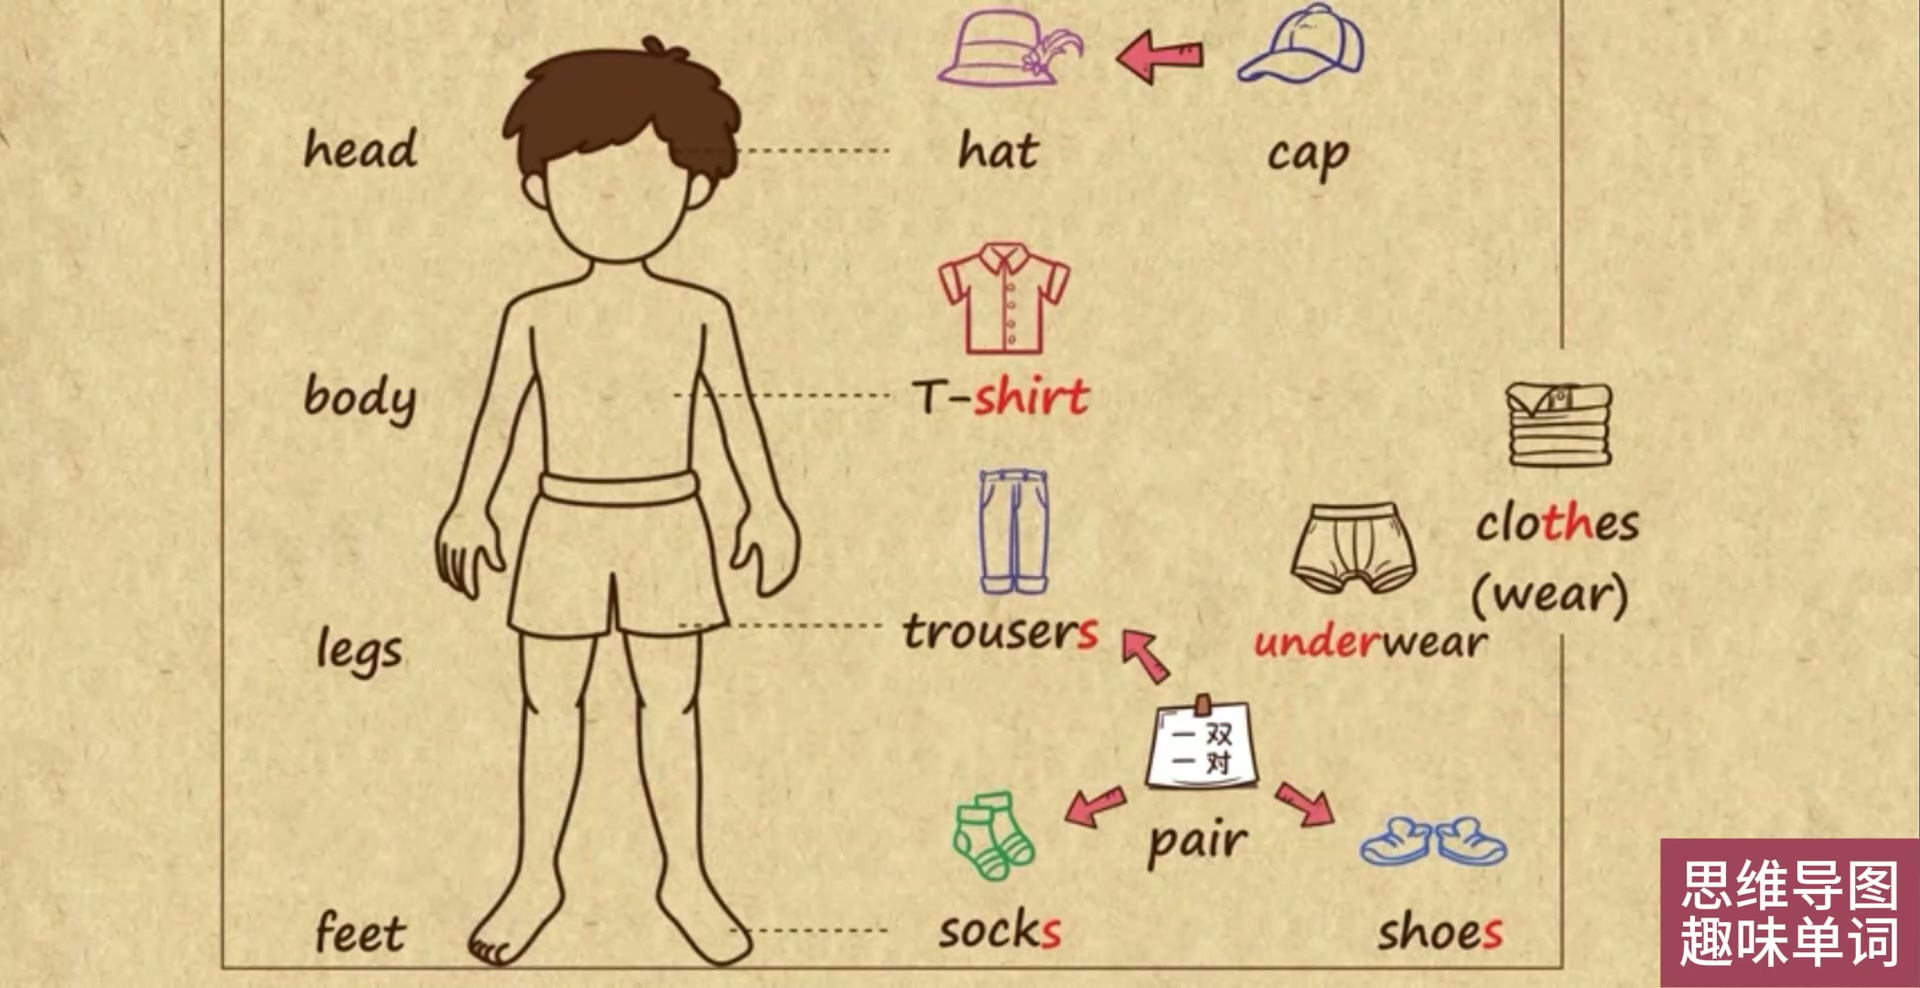 head
hat
cap
body
T-shirt
clothes
(wear)
legs
trousers
underwear
一双
一对
pair
feet
socks
shoes
思维导图
趣味单词